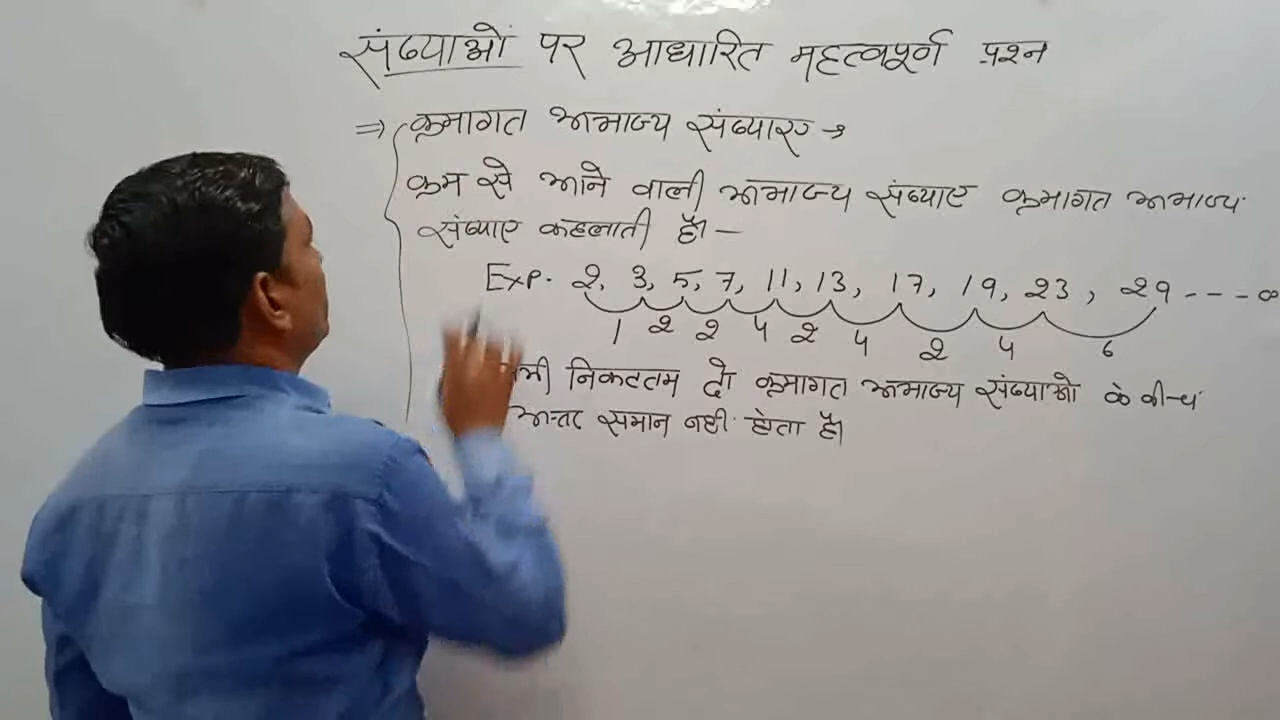 संख्याओं पर आधारित महत्वपूर्ण प्रश्न
⇒ क्रमागत अभाज्य संख्याएं →
क्रम से आने वाली अभाज्य संख्याए क्रमागत अभाज्य
संख्याए कहलाती है। —
Exp. 2, 3, 5, 7, 11, 13, 17, 19, 23, 29 - - - ∞
1 2 2 4 2 4 2 4 6
निकटतम दो क्रमागत अभाज्य संख्याओ के बीच
अन्तर समान नही होता है।